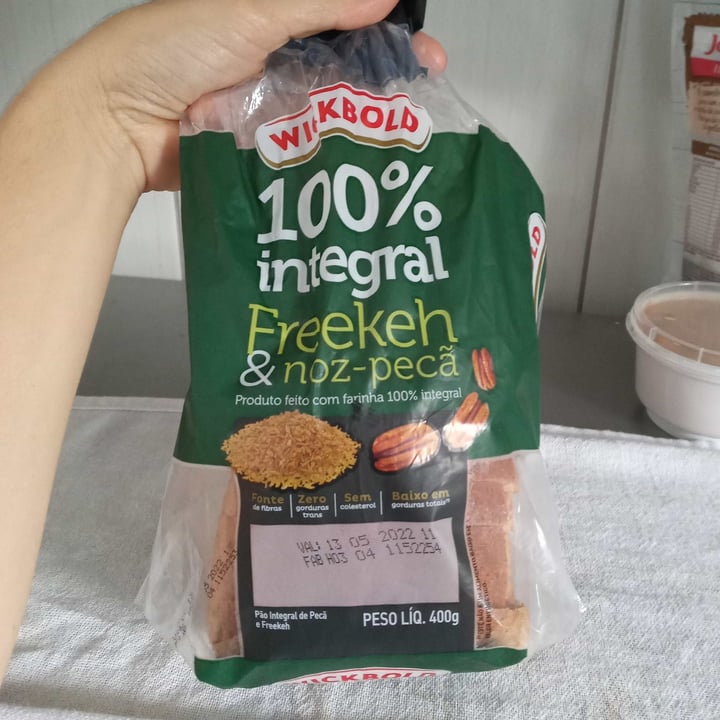 WICKBOLD
100%
integral
Freekeh
& noz-pecã
Produto feito com farinha 100% integral
Fonte de fibras
Zero gorduras trans
Sem colesterol
Baixo em gorduras totais**
VAL: 13 05 2022 11
FAB H03 04 1152254
Pão Integral de Pecã
e Freekeh
PESO LÍQ. 400g
WICKBOLD